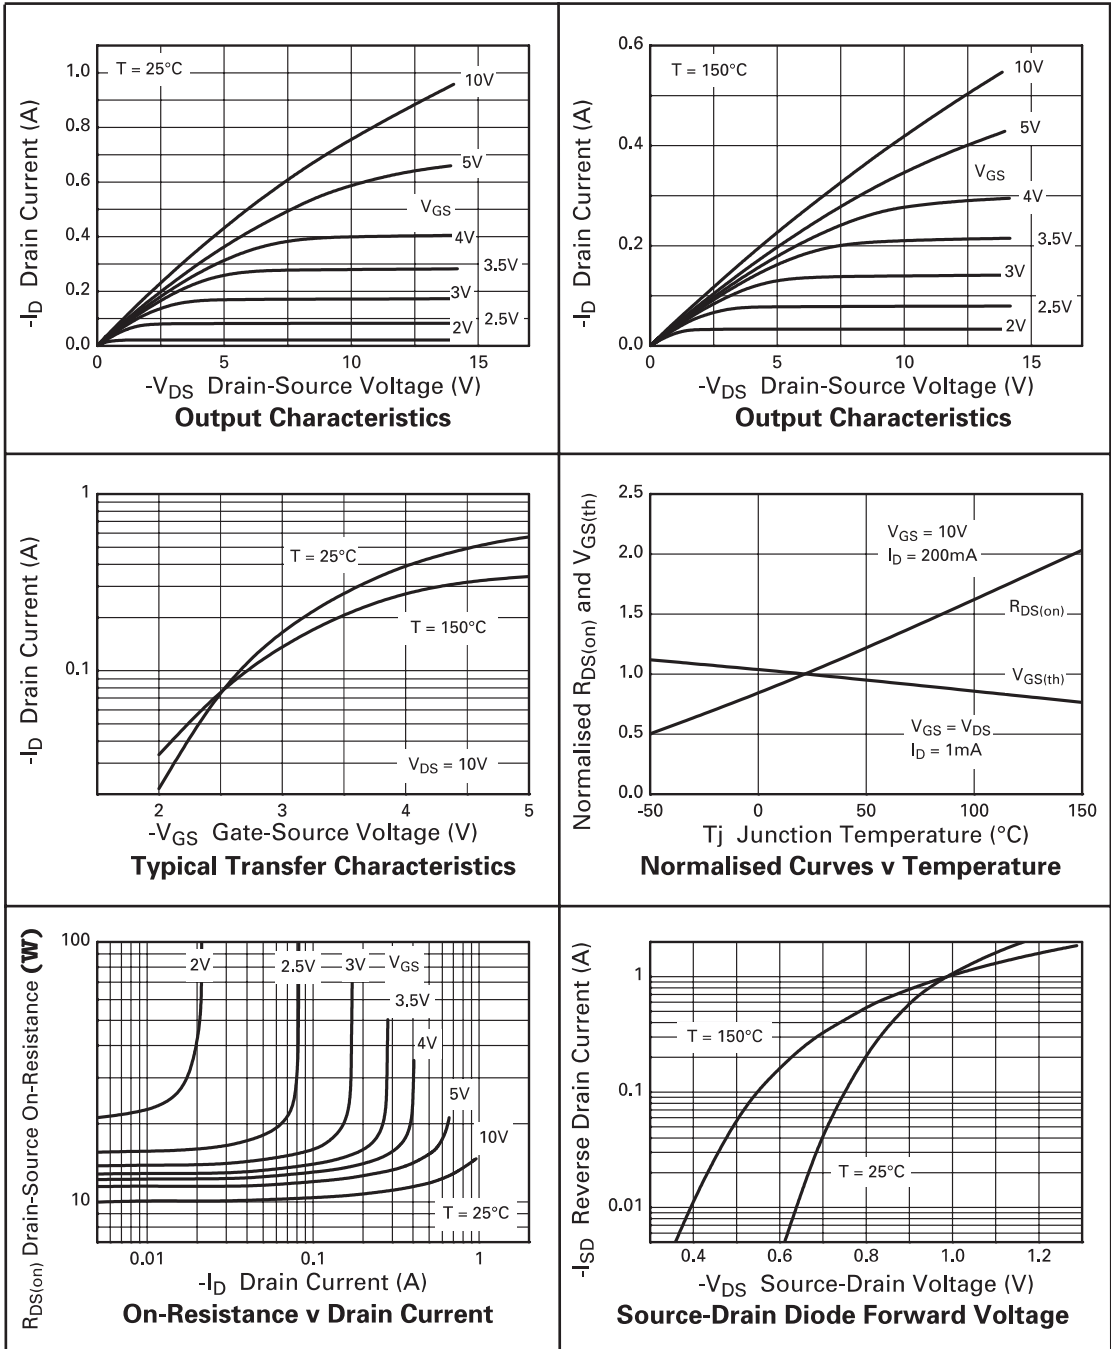 T = 25°C
10V
5V
VGS
4V
3.5V
3V
2.5V
2V
1.0
0.8
0.6
0.4
0.2
0.0
0 5 10 15
-ID Drain Current (A)
-VDS Drain-Source Voltage (V)
Output Characteristics
T = 150°C
10V
5V
VGS
4V
3.5V
3V
2.5V
2V
0.6
0.4
0.2
0.0
0 5 10 15
-ID Drain Current (A)
-VDS Drain-Source Voltage (V)
Output Characteristics
1
0.1
T = 25°C
T = 150°C
VDS = 10V
2 3 4 5
-ID Drain Current (A)
-VGS Gate-Source Voltage (V)
Typical Transfer Characteristics
2.5
2.0
1.5
1.0
0.5
0.0
VGS = 10V
ID = 200mA
RDS(on)
VGS(th)
VGS = VDS
ID = 1mA
-50 0 50 100 150
Normalised RDS(on) and VGS(th)
Tj Junction Temperature (°C)
Normalised Curves v Temperature
100
10
2V
2.5V
3V
VGS
3.5V
4V
5V
10V
T = 25°C
0.01 0.1 1
RDS(on) Drain-Source On-Resistance (W)
-ID Drain Current (A)
On-Resistance v Drain Current
1
0.1
0.01
T = 150°C
T = 25°C
0.4 0.6 0.8 1.0 1.2
-ISD Reverse Drain Current (A)
-VDS Source-Drain Voltage (V)
Source-Drain Diode Forward Voltage